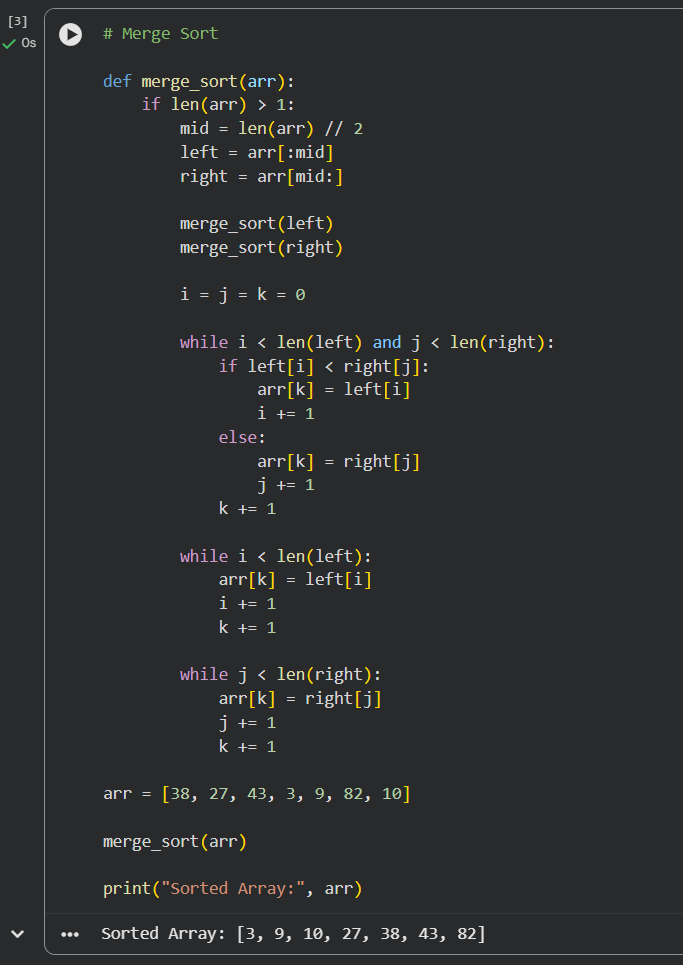 [3]
0s
# Merge Sort
def merge_sort(arr):
    if len(arr) > 1:
        mid = len(arr) // 2
        left = arr[:mid]
        right = arr[mid:]

        merge_sort(left)
        merge_sort(right)

        i = j = k = 0

        while i < len(left) and j < len(right):
            if left[i] < right[j]:
                arr[k] = left[i]
                i += 1
            else:
                arr[k] = right[j]
                j += 1
            k += 1

        while i < len(left):
            arr[k] = left[i]
            i += 1
            k += 1

        while j < len(right):
            arr[k] = right[j]
            j += 1
            k += 1

arr = [38, 27, 43, 3, 9, 82, 10]

merge_sort(arr)

print("Sorted Array:", arr)
Sorted Array: [3, 9, 10, 27, 38, 43, 82]